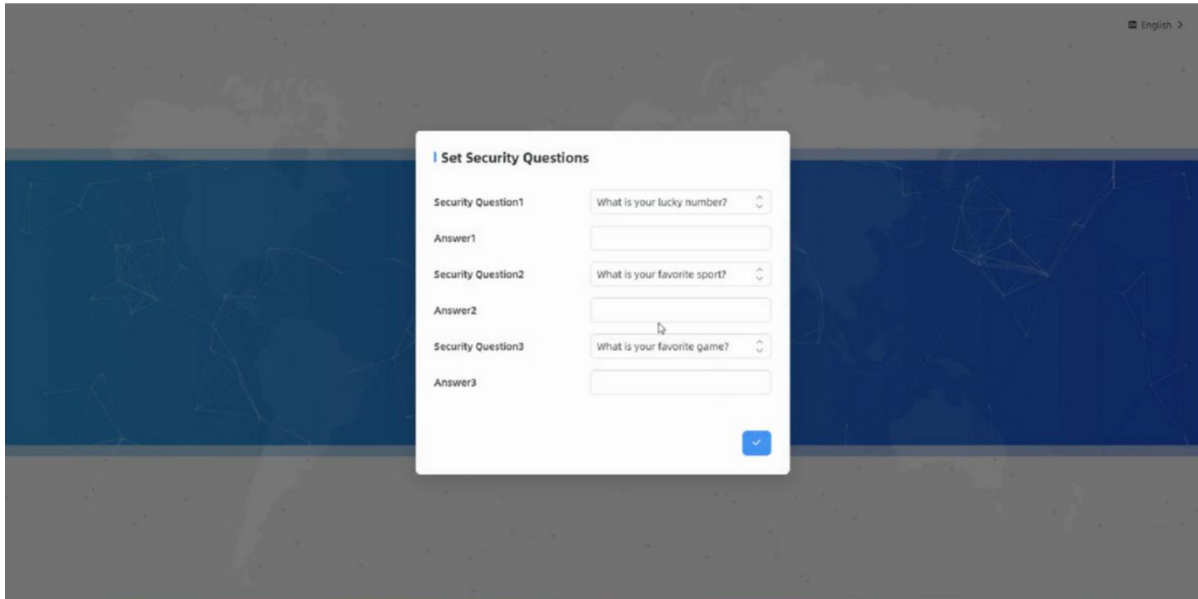 English
Set Security Questions
Security Question1 What is your lucky number?
Answer1
Security Question2 What is your favorite sport?
Answer2
Security Question3 What is your favorite game?
Answer3